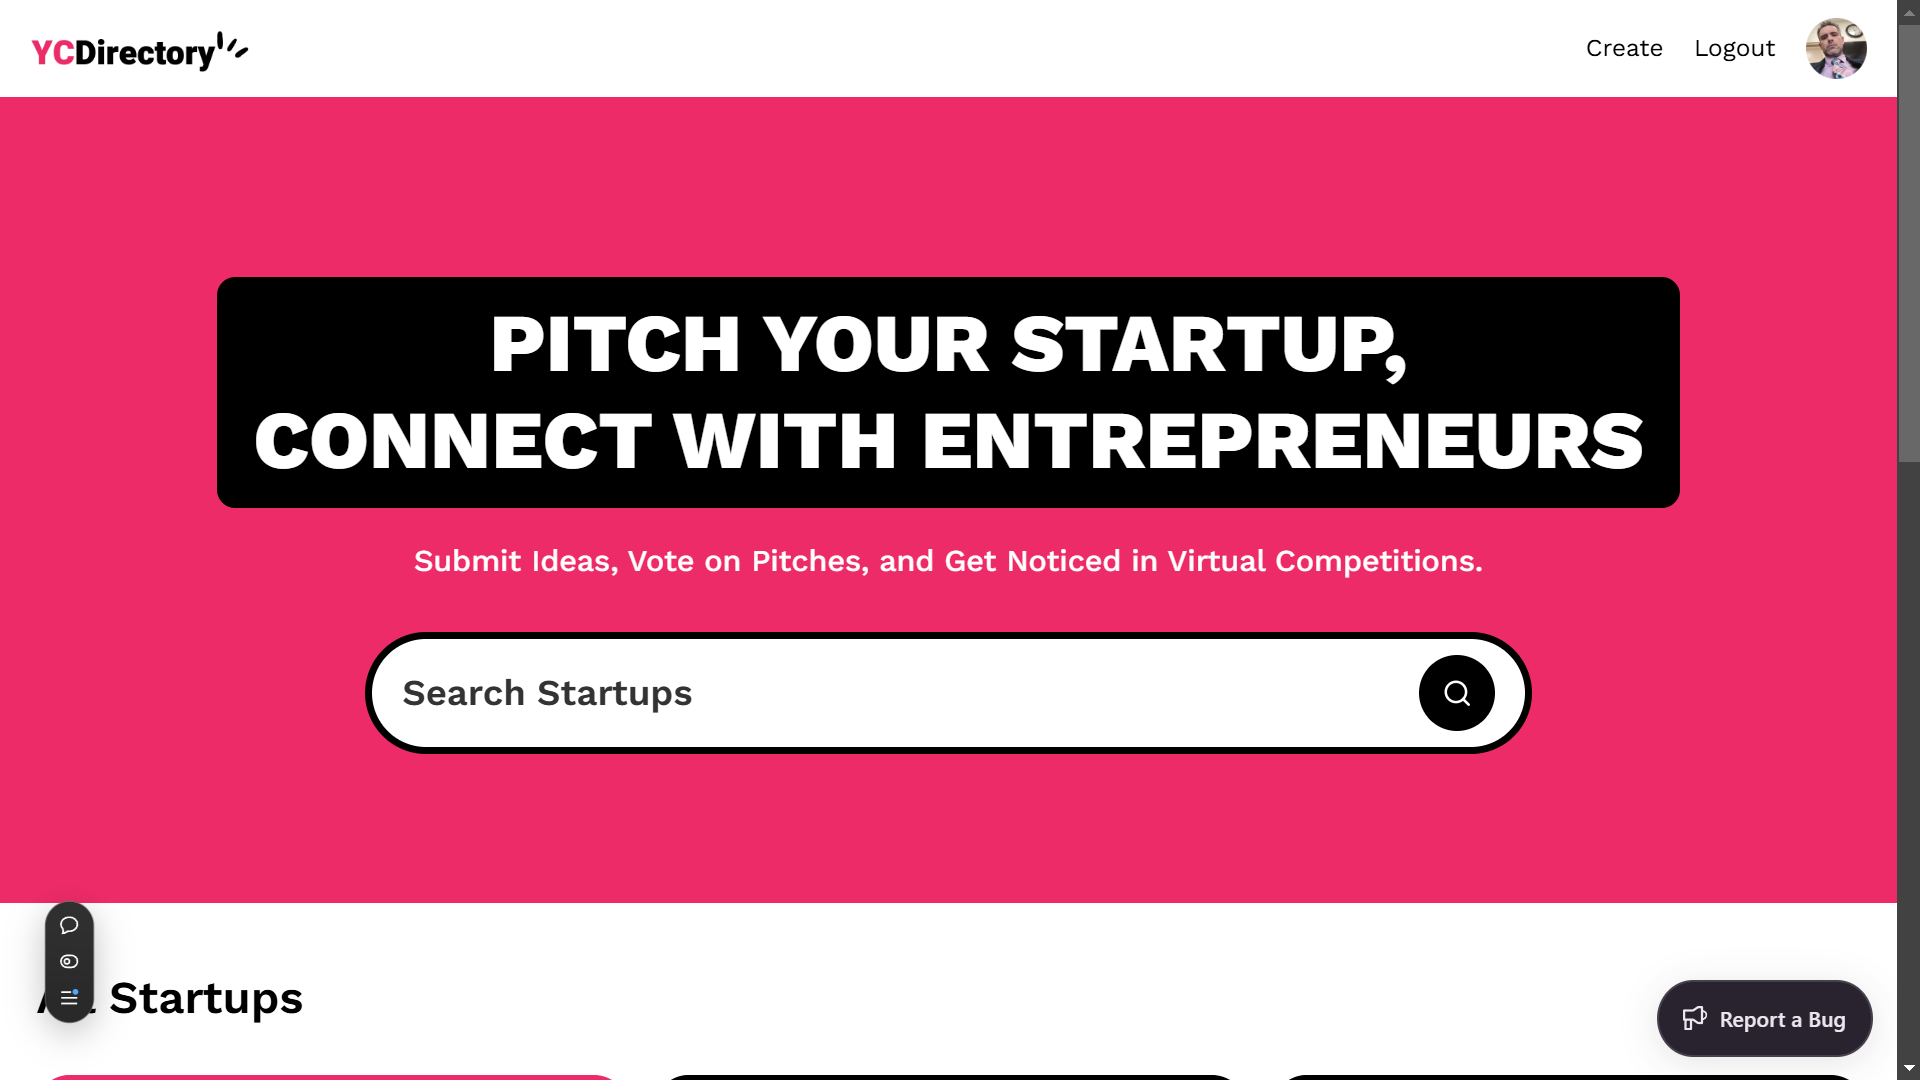 YCDirectory
Create
Logout
PITCH YOUR STARTUP,
CONNECT WITH ENTREPRENEURS
Submit Ideas, Vote on Pitches, and Get Noticed in Virtual Competitions.
Search Startups
Startups
Report a Bug